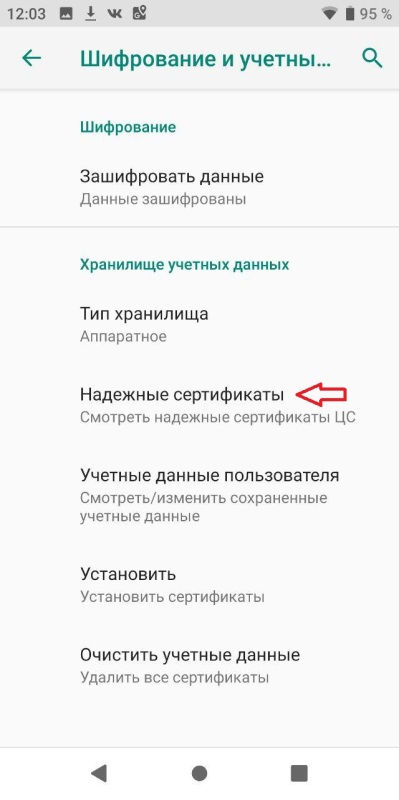 12:03 95 %
Шифрование и учетны...
Шифрование
Зашифровать данные
Данные зашифрованы
Хранилище учетных данных
Тип хранилища
Аппаратное
Надежные сертификаты
Смотреть надежные сертификаты ЦС
Учетные данные пользователя
Смотреть/изменить сохраненные
учетные данные
Установить
Установить сертификаты
Очистить учетные данные
Удалить все сертификаты